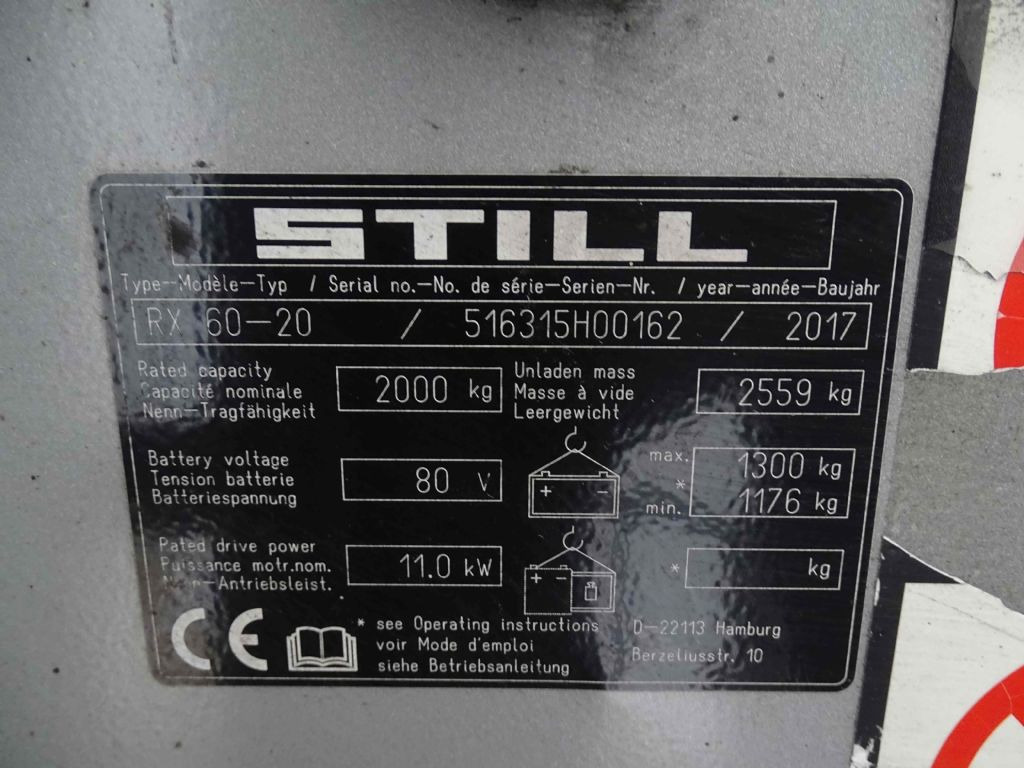 STILL
Type-Modèle-Typ / Serial no.-No. de série-Serien-Nr. / year-année-Baujahr
RX 60-20 / 516315H00162 / 2017
Rated capacity
Capacité nominale
Nenn-Tragfähigkeit
2000 kg
Unladen mass
Masse à vide
Leergewicht
2559 kg
Battery voltage
Tension batterie
Batteriespannung
80 V
+ -
max. 1300 kg
*
min. 1176 kg
Rated drive power
Puissance motr.nom.
Nenn-Antriebsleist.
11.0 kW
+ -
* kg
CE
* see Operating instructions
voir Mode d'emploi
siehe Betriebsanleitung
D-22113 Hamburg
Berzeliusstr. 10